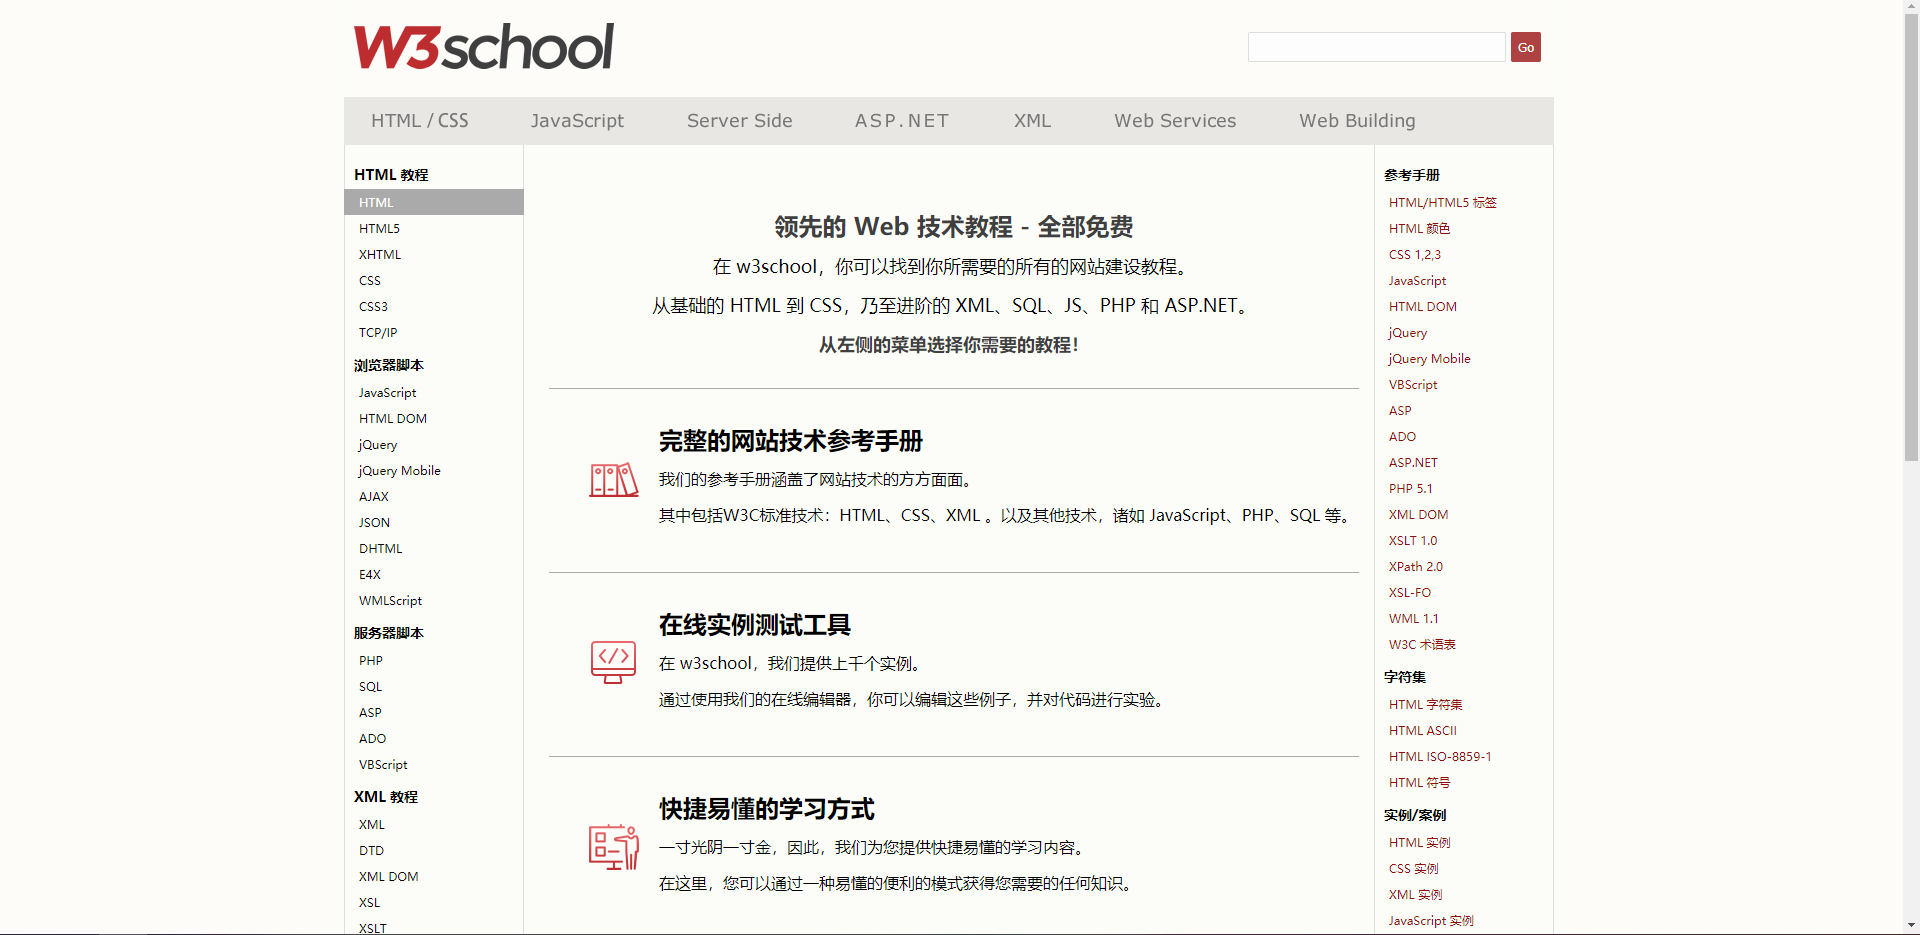 W3school
Go
HTML / CSS JavaScript Server Side ASP.NET XML Web Services Web Building
HTML 教程
HTML
HTML5
XHTML
CSS
CSS3
TCP/IP
浏览器脚本
JavaScript
HTML DOM
jQuery
jQuery Mobile
AJAX
JSON
DHTML
E4X
WMLScript
服务器脚本
PHP
SQL
ASP
ADO
VBScript
XML 教程
XML
DTD
XML DOM
XSL
XSLT
领先的 Web 技术教程 - 全部免费
在 w3school，你可以找到你所需要的所有的网站建设教程。
从基础的 HTML 到 CSS，乃至进阶的 XML、SQL、JS、PHP 和 ASP.NET。
从左侧的菜单选择你需要的教程！
完整的网站技术参考手册
我们的参考手册涵盖了网站技术的方方面面。
其中包括W3C标准技术：HTML、CSS、XML 。以及其他技术，诸如 JavaScript、PHP、SQL 等。
在线实例测试工具
在 w3school，我们提供上千个实例。
通过使用我们的在线编辑器，你可以编辑这些例子，并对代码进行实验。
快捷易懂的学习方式
一寸光阴一寸金，因此，我们为您提供快捷易懂的学习内容。
在这里，您可以通过一种易懂的便利的模式获得您需要的任何知识。
参考手册
HTML/HTML5 标签
HTML 颜色
CSS 1,2,3
JavaScript
HTML DOM
jQuery
jQuery Mobile
VBScript
ASP
ADO
ASP.NET
PHP 5.1
XML DOM
XSLT 1.0
XPath 2.0
XSL-FO
WML 1.1
W3C 术语表
字符集
HTML 字符集
HTML ASCII
HTML ISO-8859-1
HTML 符号
实例/案例
HTML 实例
CSS 实例
XML 实例
JavaScript 实例